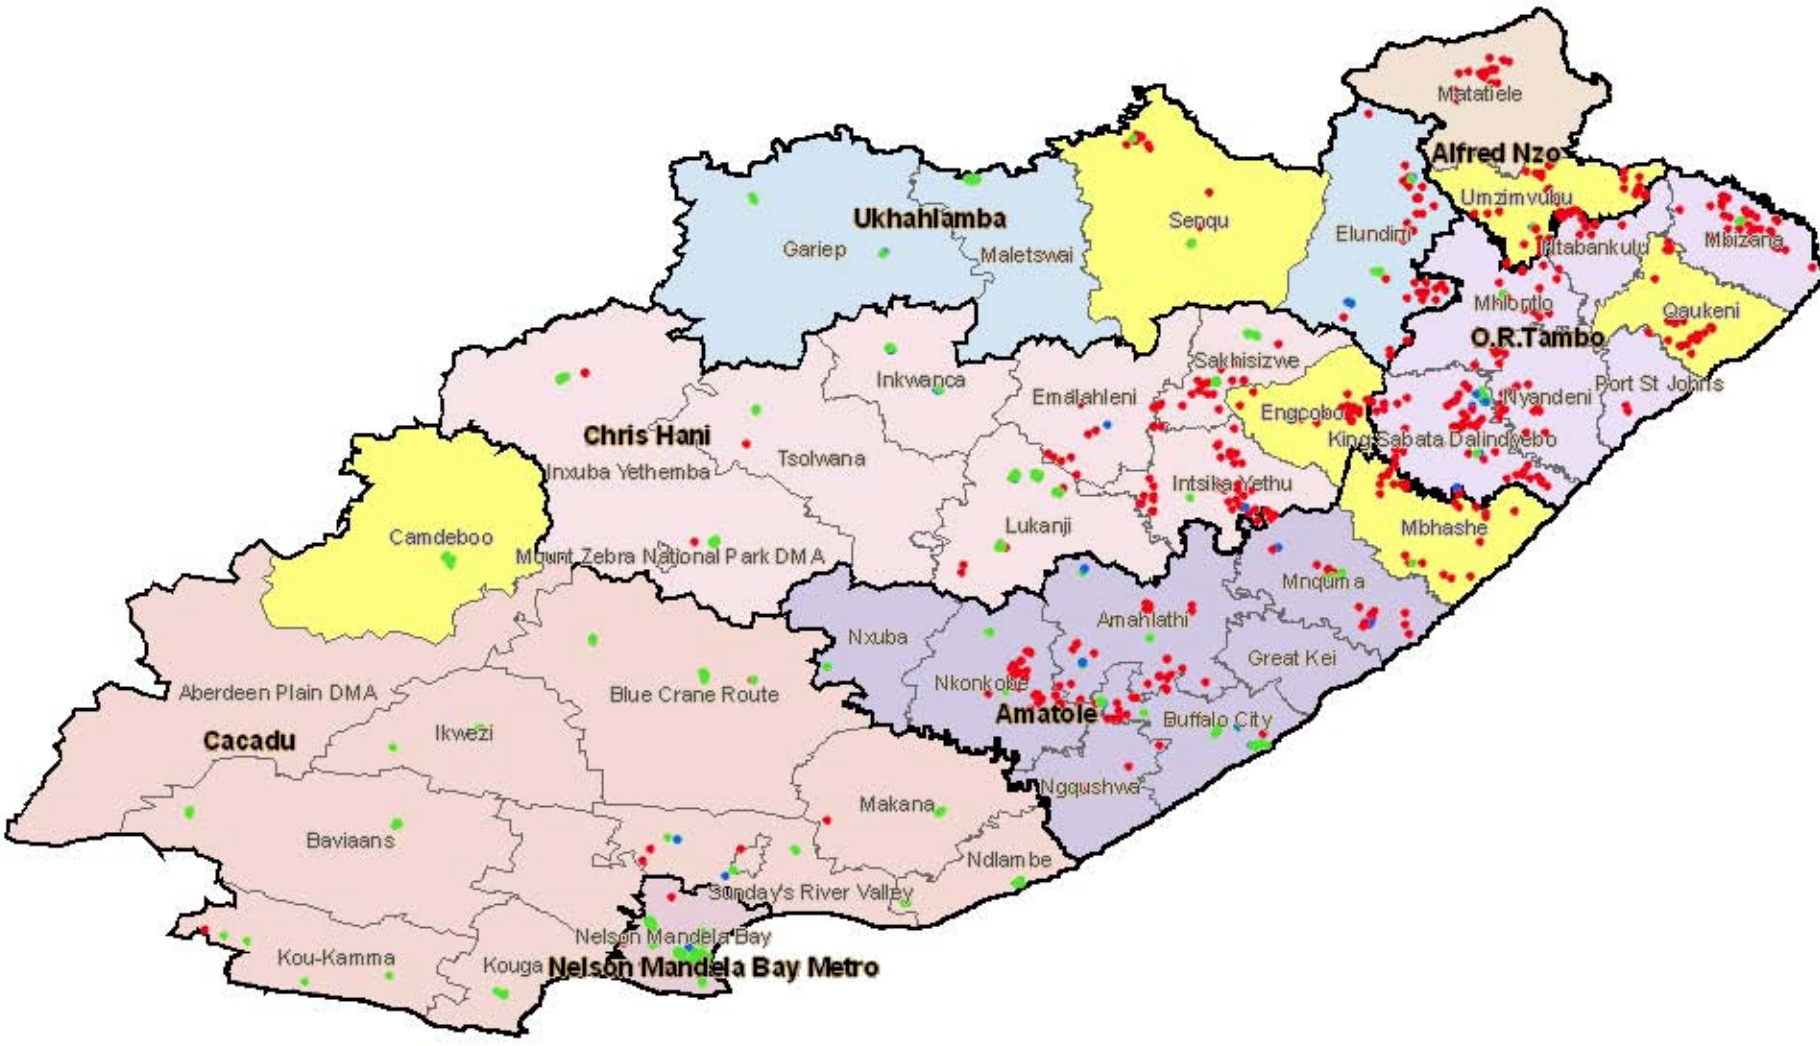 Matatiele
Alfred Nzo
Umzimvubu
Ukhahlamba
Senqu
Elundini
Ntabankulu
Mbizana
Gariep
Maletswai
Mhlontlo
Qaukeni
O.R.Tambo
Sakhisizwe
Inkwanca
Emalahleni
Engcobo
Nyandeni
Port St Johns
Chris Hani
King Sabata Dalindyebo
Tsolwana
Inxuba Yethemba
Intsika Yethu
Lukanji
Mbhashe
Camdeboo
Mount Zebra National Park DMA
Mnquma
Amahlathi
Nxuba
Great Kei
Nkonkobe
Aberdeen Plain DMA
Blue Crane Route
Amatole
Buffalo City
Cacadu
Ikwezi
Ngqushwa
Makana
Baviaans
Ndlambe
Sunday's River Valley
Nelson Mandela Bay
Kou-Kamma
Kouga
Nelson Mandela Bay Metro